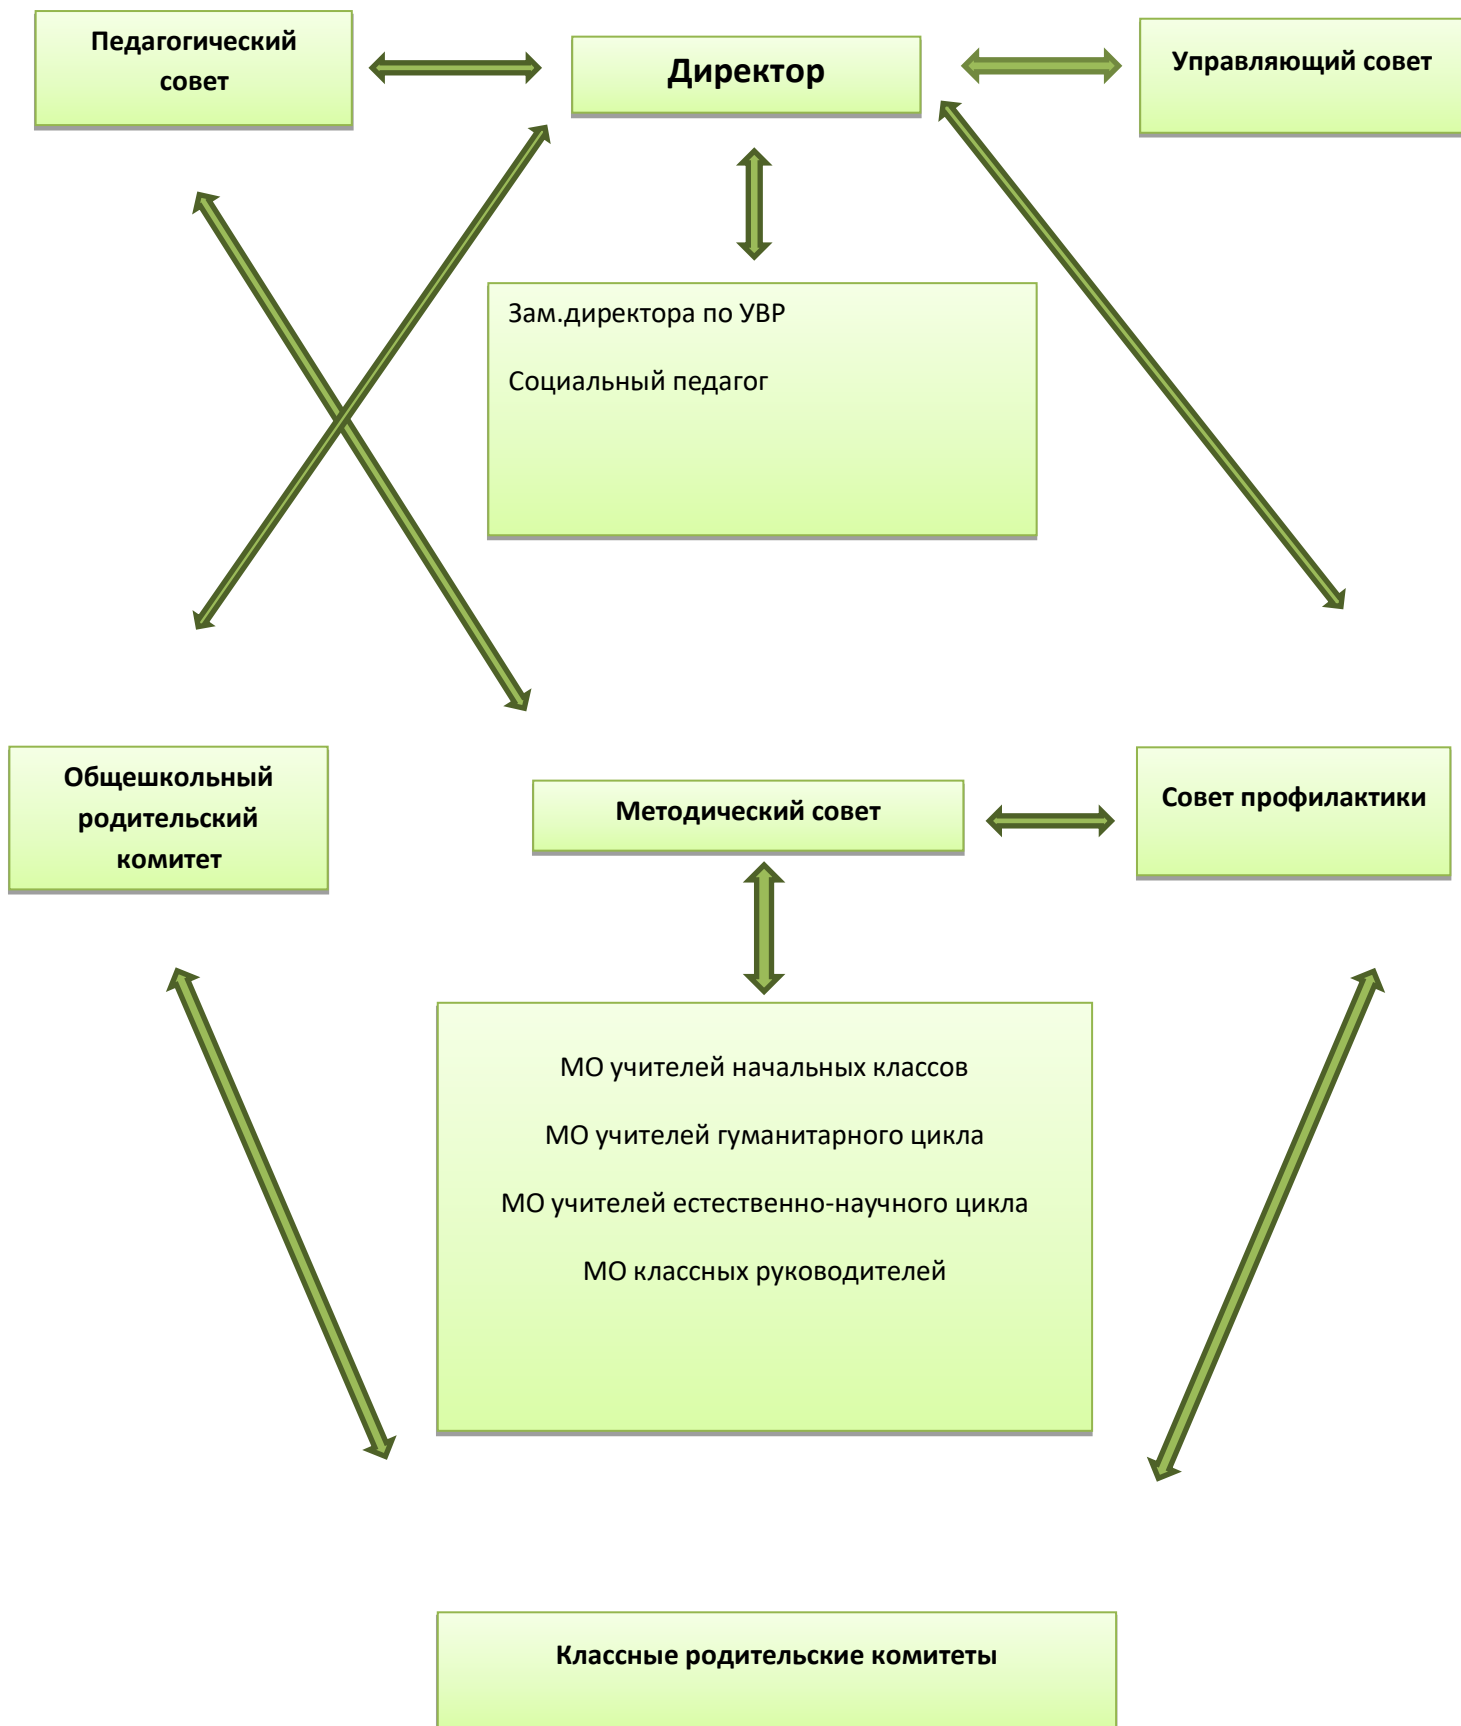 Педагогический
совет
Директор
Управляющий совет
Зам.директора по УВР
Социальный педагог
Общешкольный
родительский
комитет
Методический совет
Совет профилактики
МО учителей начальных классов
МО учителей гуманитарного цикла
МО учителей естественно-научного цикла
МО классных руководителей
Классные родительские комитеты